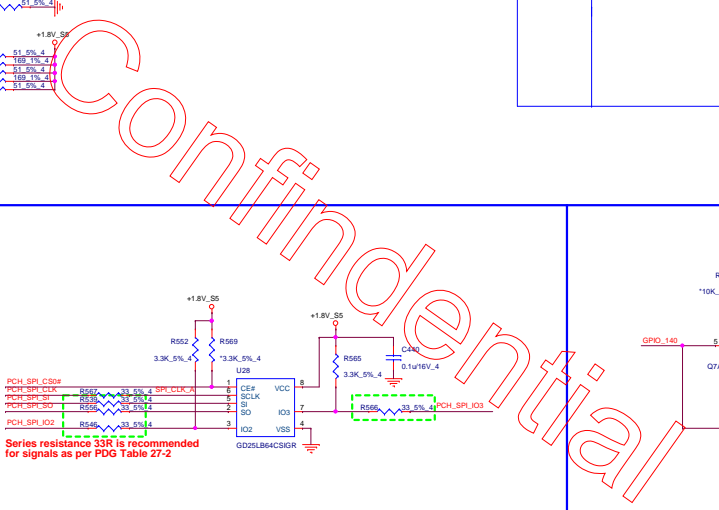 51_5%_4
+1.8V_S5
51_5%_4
169_1%_4
51_5%_4
169_1%_4
51_5%_4
Confindential
+1.8V_S5
+1.8V_S5
R552
R569
3.3K_5%_4
*3.3K_5%_4
R565
3.3K_5%_4
C440
0.1u/16V_4
U28
PCH_SPI_CS0#
PCH_SPI_CLK
R567
33_5%_4
SPI_CLK_A
PCH_SPI_SI
R539
33_5%_4
PCH_SPI_SO
R556
33_5%_4
PCH_SPI_IO2
R546
33_5%_4
1
CE#
VCC
8
6
SCLK
5
SI
2
SO
IO3
7
3
IO2
VSS
4
GD25LB64CSIGR
R566
33_5%_4
PCH_SPI_IO3
Series resistance 33R is recommended
for signals as per PDG Table 27-2
*10K_
GPIO_140
5